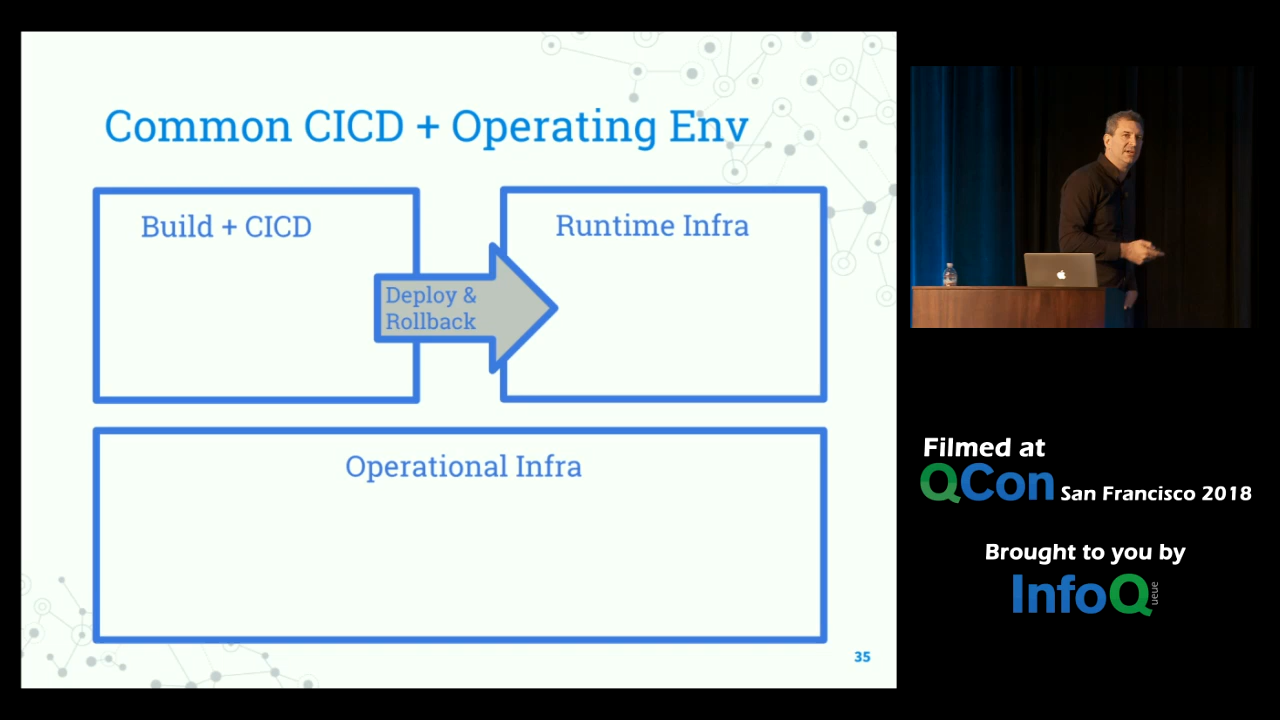 Common CICD + Operating Env
Build + CICD
Runtime Infra
Deploy &
Rollback
Operational Infra
35
Filmed at
QCon San Francisco 2018
Brought to you by
InfoQueue